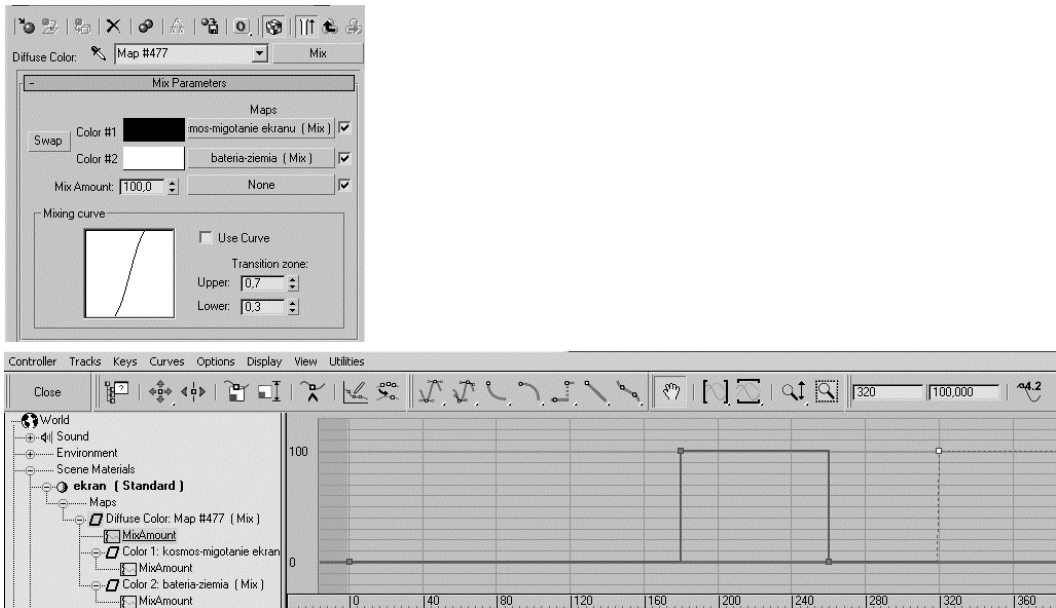 Diffuse Color: Map #477 Mix
- Mix Parameters
Maps
Swap Color #1 :mos-migotanie ekranu ( Mix )
Color #2 bateria-ziemia ( Mix )
Mix Amount: 100,0 None
Mixing curve
Use Curve
Transition zone:
Upper: 0,7
Lower: 0,3
Controller Tracks Keys Curves Options Display View Utilities
Close 320 100,000 4.2
World
Sound
Environment
Scene Materials
ekran ( Standard )
Maps
Diffuse Color: Map #477 ( Mix )
MixAmount
Color 1: kosmos-migotanie ekran
MixAmount
Color 2: bateria-ziemia ( Mix )
MixAmount
100
0
0 40 80 120 160 200 240 280 320 360